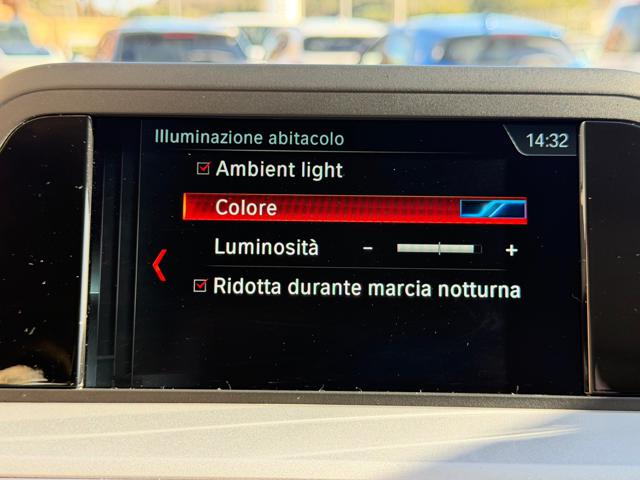 Illuminazione abitacolo
14:32
Ambient light
Colore
Luminosità - +
Ridotta durante marcia notturna